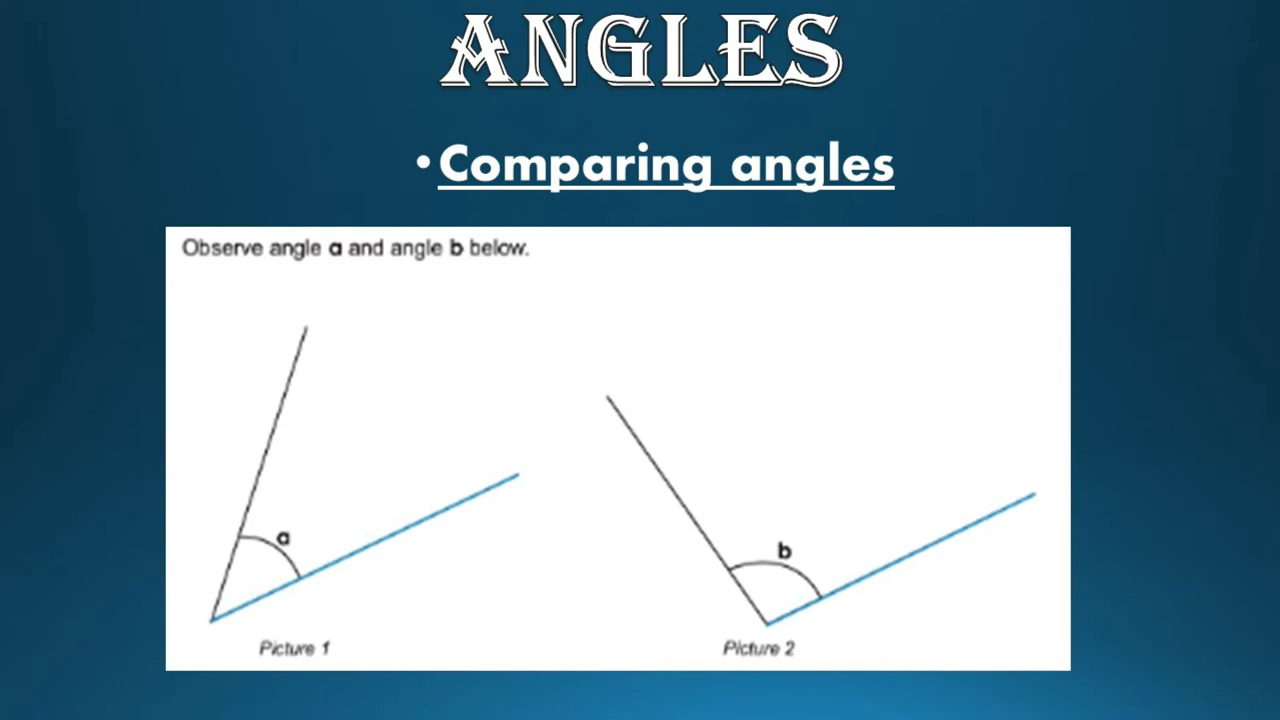 ANGLES
•Comparing angles
Observe angle a and angle b below.
a
b
Picture 1
Picture 2